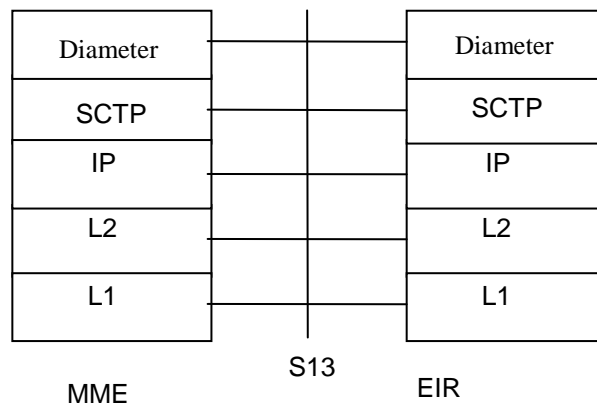 Diameter Diameter
SCTP SCTP
IP IP
L2 L2
L1 L1
S13
MME EIR